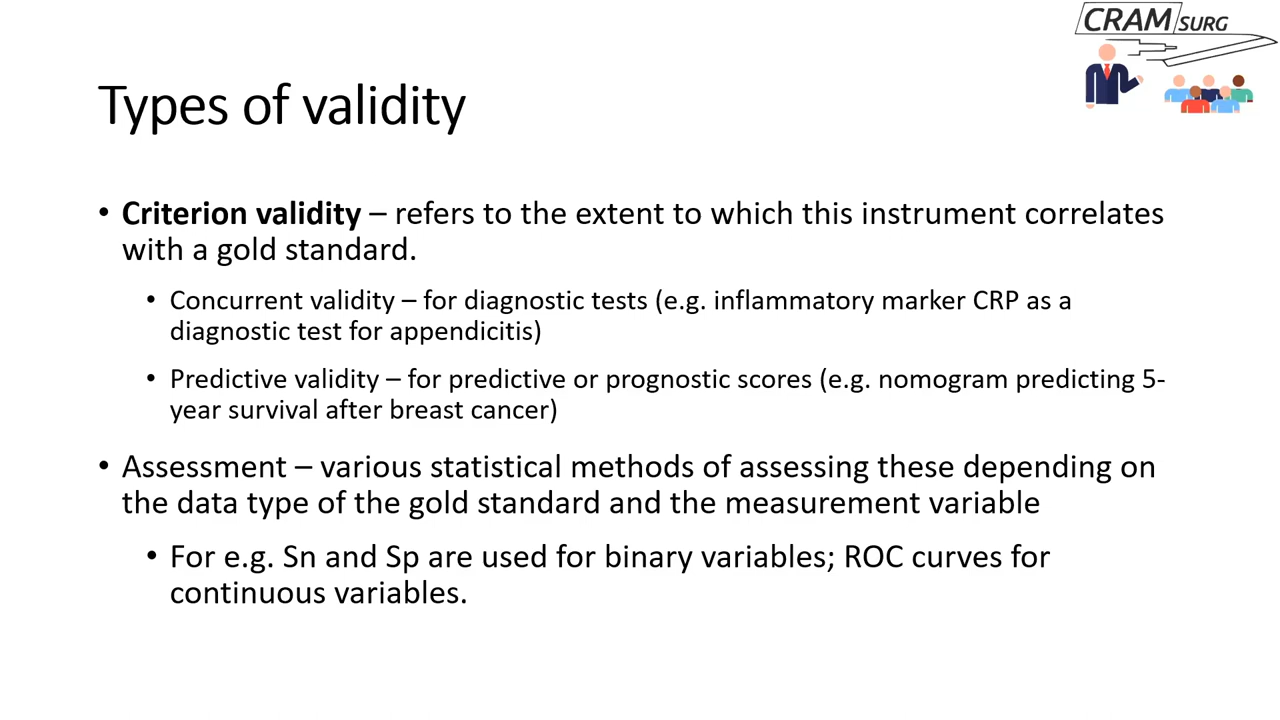 CRAM SURG
Types of validity
• Criterion validity – refers to the extent to which this instrument correlates
with a gold standard.
• Concurrent validity – for diagnostic tests (e.g. inflammatory marker CRP as a
diagnostic test for appendicitis)
• Predictive validity – for predictive or prognostic scores (e.g. nomogram predicting 5-
year survival after breast cancer)
• Assessment – various statistical methods of assessing these depending on
the data type of the gold standard and the measurement variable
• For e.g. Sn and Sp are used for binary variables; ROC curves for
continuous variables.